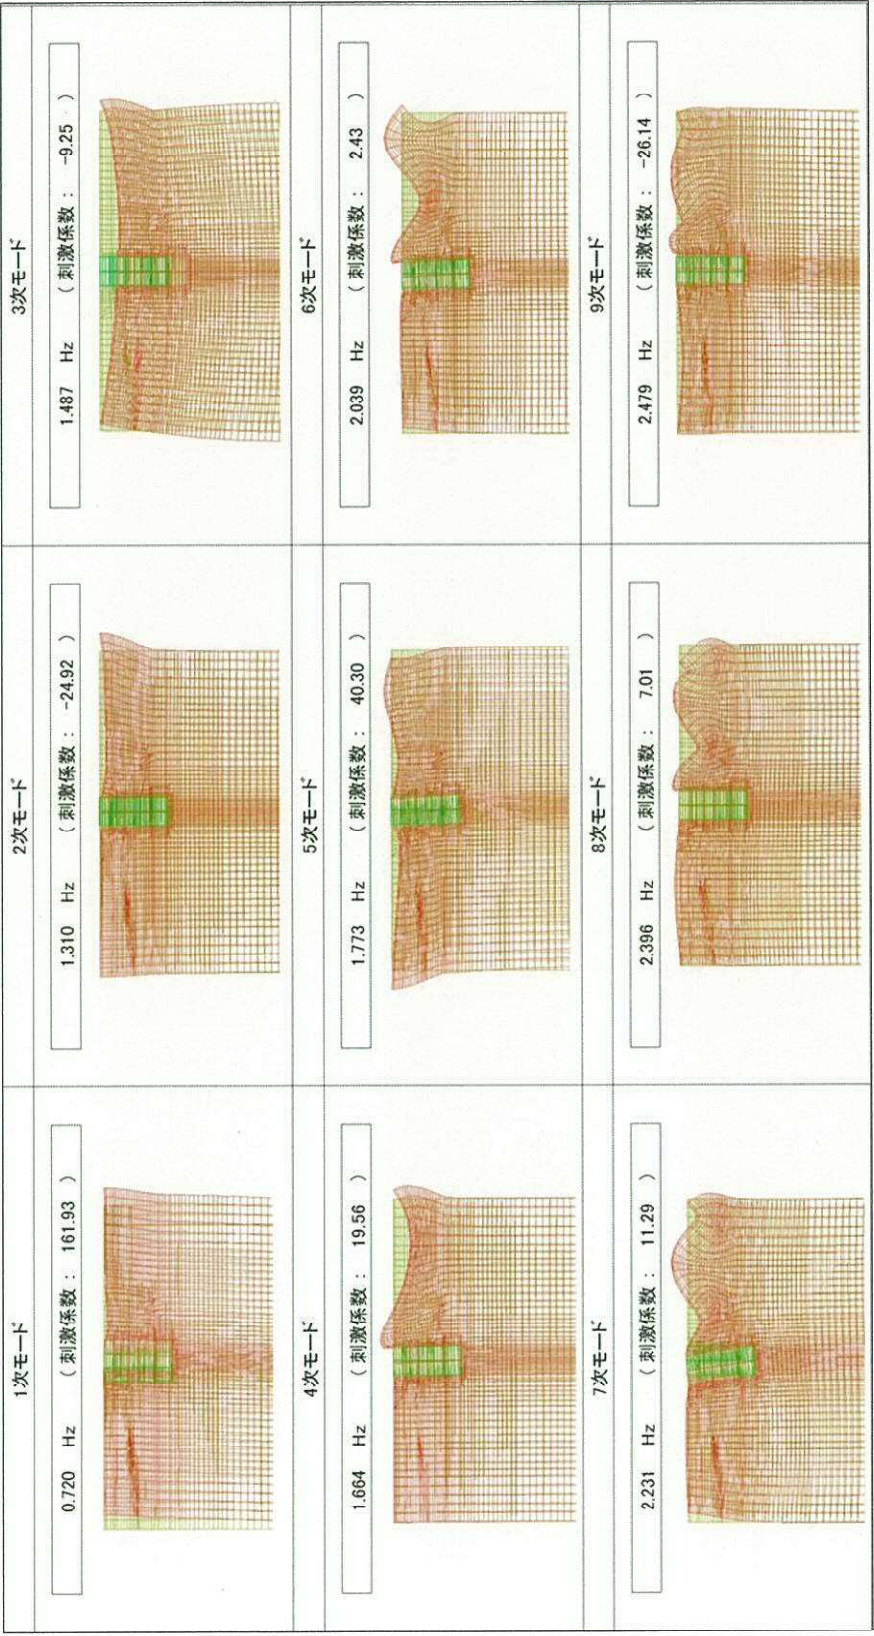 1次モード
0.720 Hz (刺激係数: 161.93 )
2次モード
1.310 Hz (刺激係数: -24.92 )
3次モード
1.487 Hz (刺激係数: -9.25 )
4次モード
1.664 Hz (刺激係数: 19.56 )
5次モード
1.773 Hz (刺激係数: 40.30 )
6次モード
2.039 Hz (刺激係数: 2.43 )
7次モード
2.231 Hz (刺激係数: 11.29 )
8次モード
2.396 Hz (刺激係数: 7.01 )
9次モード
2.479 Hz (刺激係数: -26.14 )